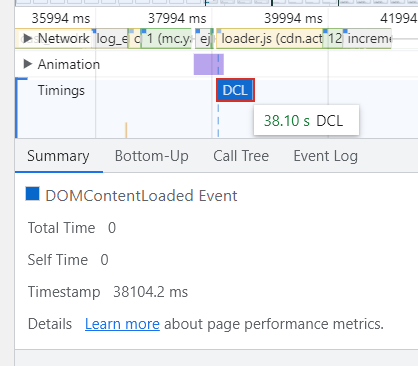 35994 ms 37994 ms 39994 ms 41994
Network log_e c 1 (mc.y. ej loader.js (cdn.act 12 increme
Animation
Timings DCL
38.10 s DCL
Summary Bottom-Up Call Tree Event Log
DOMContentLoaded Event
Total Time 0
Self Time 0
Timestamp 38104.2 ms
Details Learn more about page performance metrics.